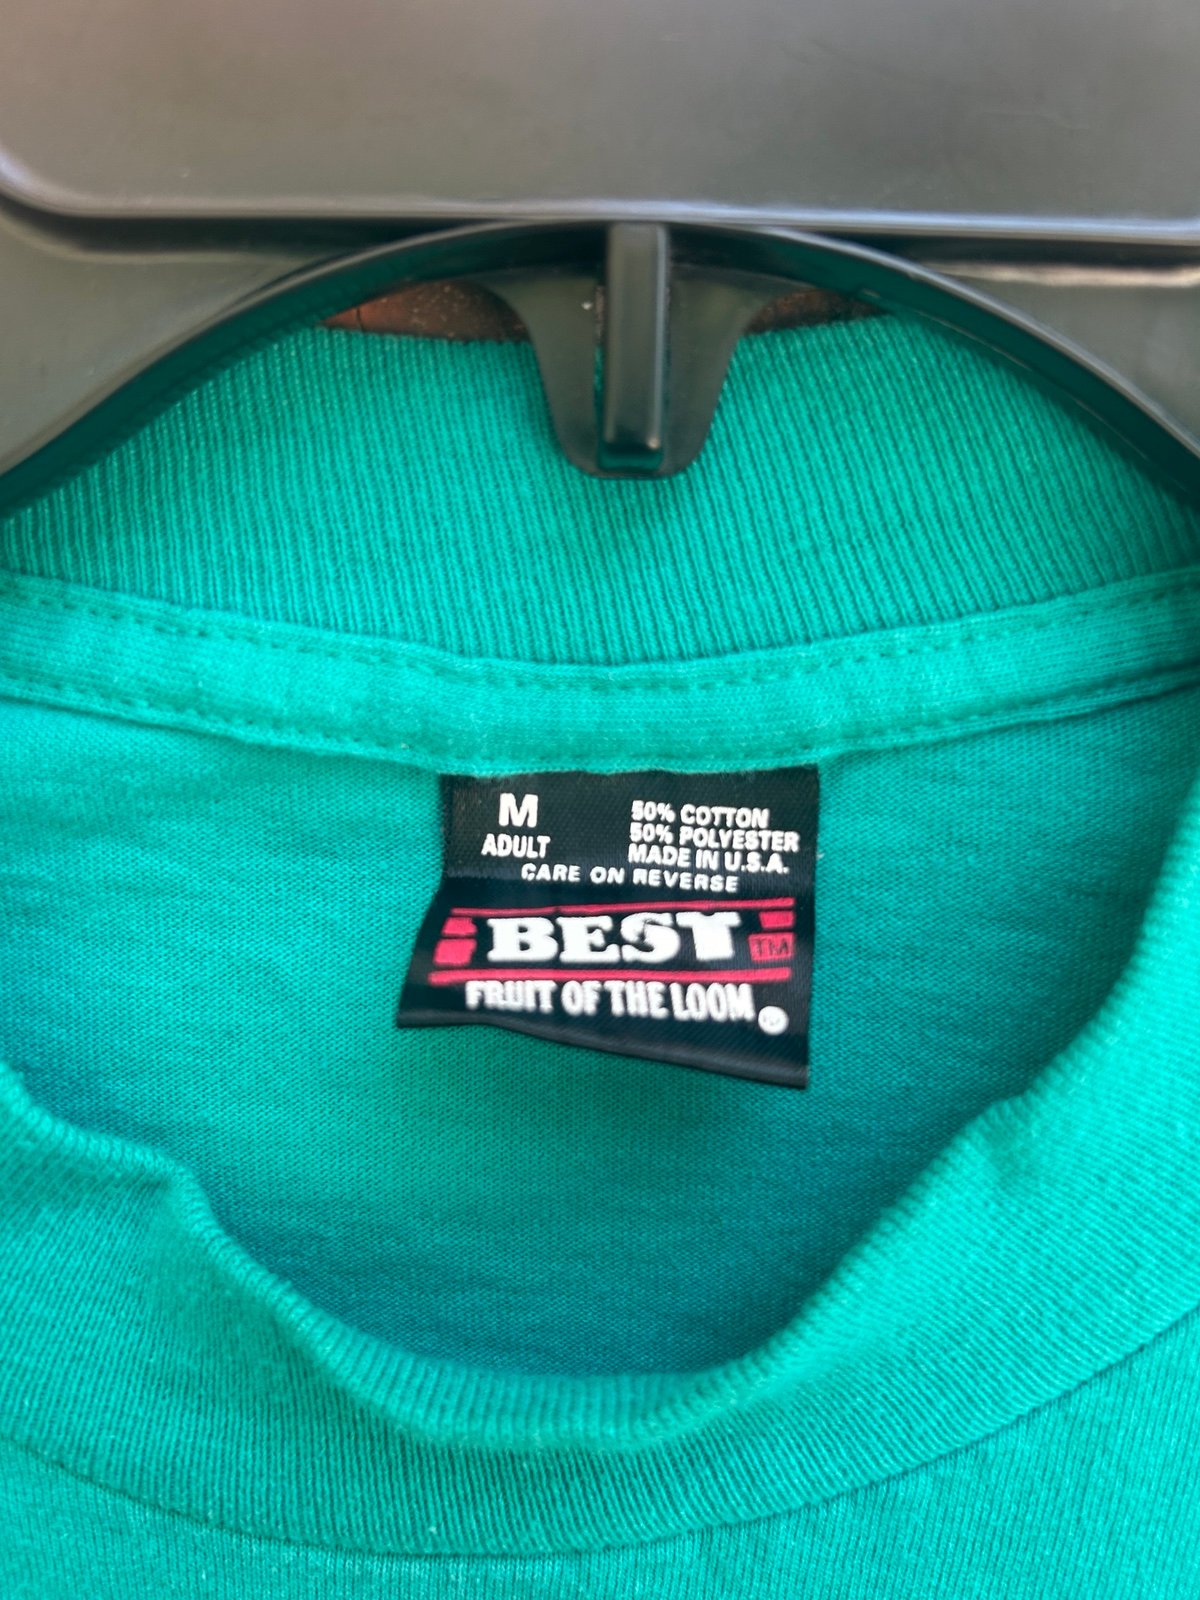 M
ADULT
50% COTTON
50% POLYESTER
MADE IN U.S.A.
CARE ON REVERSE
BEST TM
FRUIT OF THE LOOM®